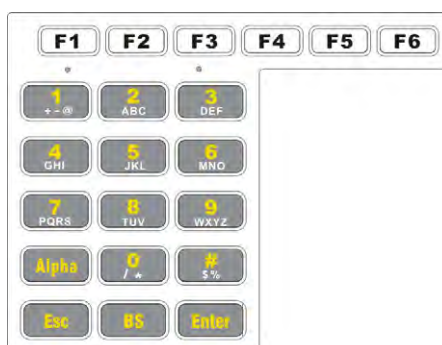 F1 F2 F3 F4 F5 F6
1 2 3
+-@ ABC DEF
4 5 6
GHI JKL MNO
7 8 9
PQRS TUV WXYZ
Alpha 0 #
/ * $%
Esc BS Enter